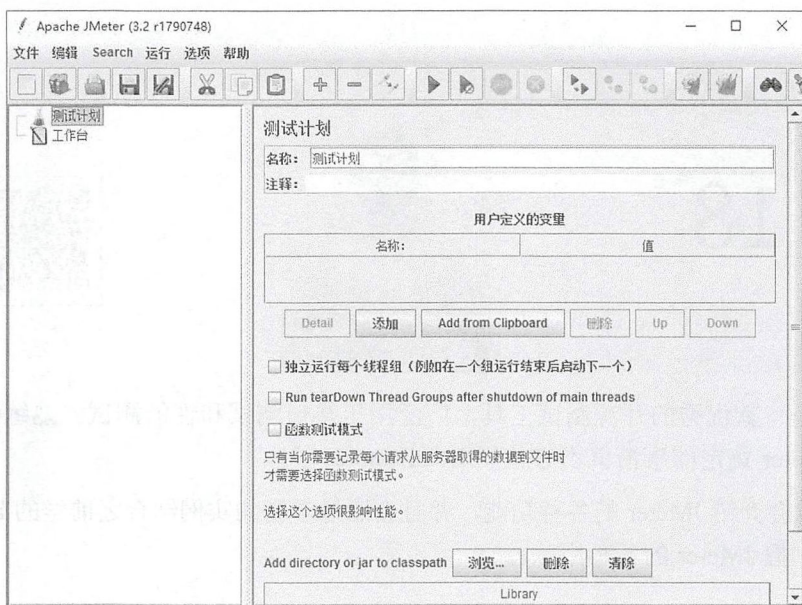 Apache JMeter (3.2 r1790748)
文件 编辑 Search 运行 选项 帮助
测试计划
工作台
测试计划
名称： 测试计划
注释：
用户定义的变量
名称： 值
Detail 添加 Add from Clipboard 删除 Up Down
独立运行每个线程组（例如在一个组运行结束后启动下一个）
Run tearDown Thread Groups after shutdown of main threads
函数测试模式
只有当你需要记录每个请求从服务器取得的数据到文件时
才需要选择函数测试模式。
选择这个选项很影响性能。
Add directory or jar to classpath 浏览... 删除 清除
Library